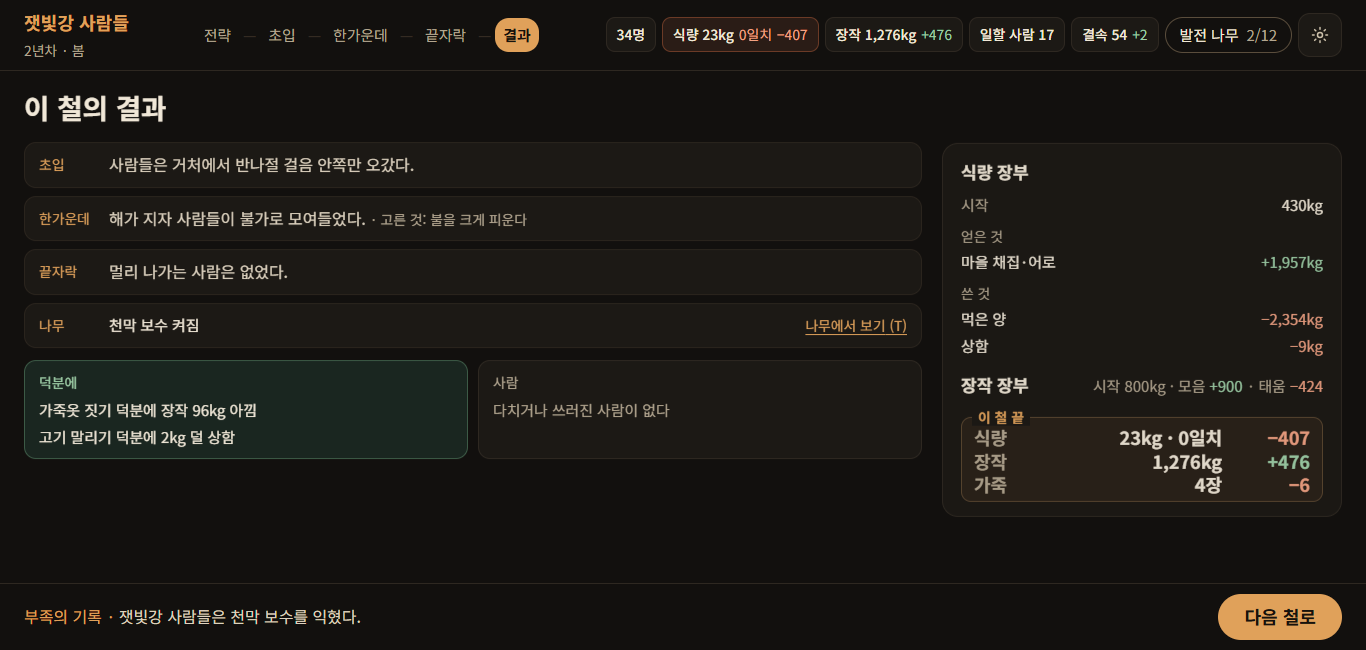 잿빛강 사람들
2년차 · 봄
전략 — 초입 — 한가운데 — 끝자락 — 결과
34명
식량 23kg 0일치 −407
장작 1,276kg +476
일할 사람 17
결속 54 +2
발전 나무 2/12
이 철의 결과
초입 사람들은 거처에서 반나절 걸음 안쪽만 오갔다.
한가운데 해가 지자 사람들이 불가로 모여들었다. · 고른 것: 불을 크게 피운다
끝자락 멀리 나가는 사람은 없었다.
나무 천막 보수 켜짐 나무에서 보기 (T)
덕분에
가죽옷 짓기 덕분에 장작 96kg 아낌
고기 말리기 덕분에 2kg 덜 상함
사람
다치거나 쓰러진 사람이 없다
식량 장부
시작 430kg
얻은 것
마을 채집·어로 +1,957kg
쓴 것
먹은 양 −2,354kg
상함 −9kg
장작 장부 시작 800kg · 모음 +900 · 태움 −424
이 철 끝
식량 23kg · 0일치 −407
장작 1,276kg +476
가죽 4장 −6
부족의 기록 · 잿빛강 사람들은 천막 보수를 익혔다.
다음 철로